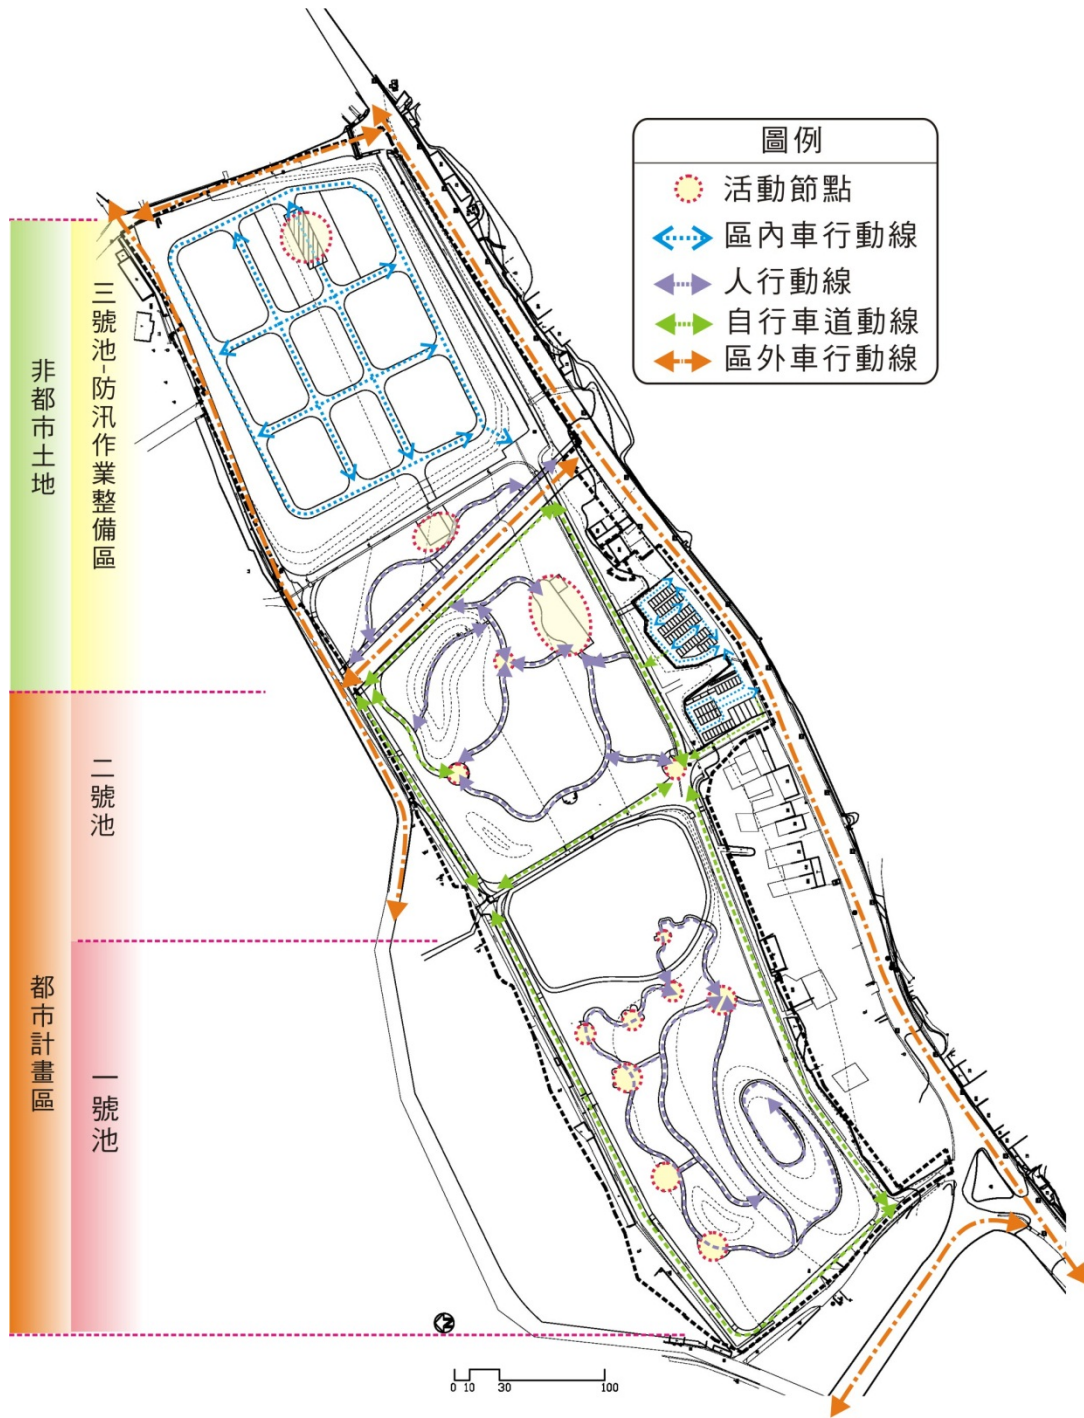 圖例
活動節點
區內車行動線
人行動線
自行車道動線
區外車行動線
非都市土地
三號池-防汛作業整備區
二號池
都市計畫區
一號池
N
0 10 30 100